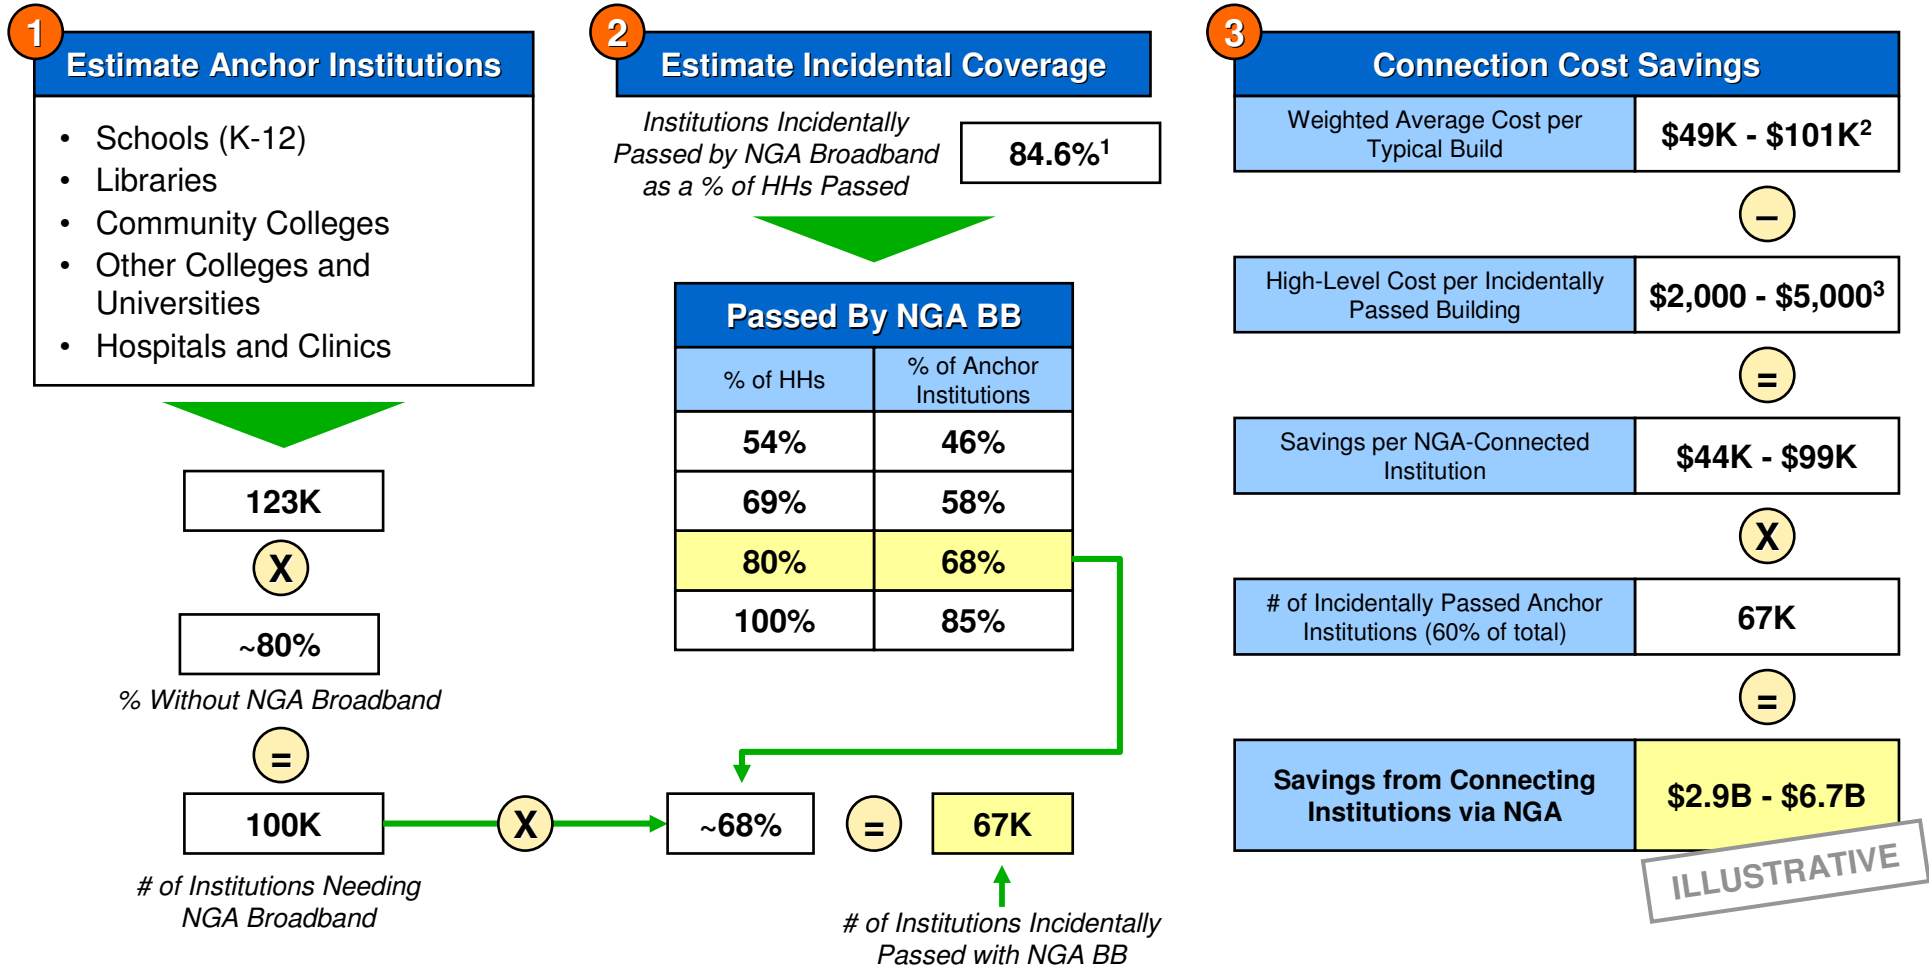 1
Estimate Anchor Institutions
• Schools (K-12)
• Libraries
• Community Colleges
• Other Colleges and
Universities
• Hospitals and Clinics
123K
X
~80%
% Without NGA Broadband
=
100K
# of Institutions Needing
NGA Broadband
X
2
Estimate Incidental Coverage
Institutions Incidentally
Passed by NGA Broadband
as a % of HHs Passed
84.6%¹
Passed By NGA BB
% of HHs
% of Anchor
Institutions
54% 46%
69% 58%
80% 68%
100% 85%
~68%
=
67K
# of Institutions Incidentally
Passed with NGA BB
3
Connection Cost Savings
Weighted Average Cost per
Typical Build
$49K - $101K²
–
High-Level Cost per Incidentally
Passed Building
$2,000 - $5,000³
=
Savings per NGA-Connected
Institution
$44K - $99K
X
# of Incidentally Passed Anchor
Institutions (60% of total)
67K
=
Savings from Connecting
Institutions via NGA
$2.9B - $6.7B
ILLUSTRATIVE